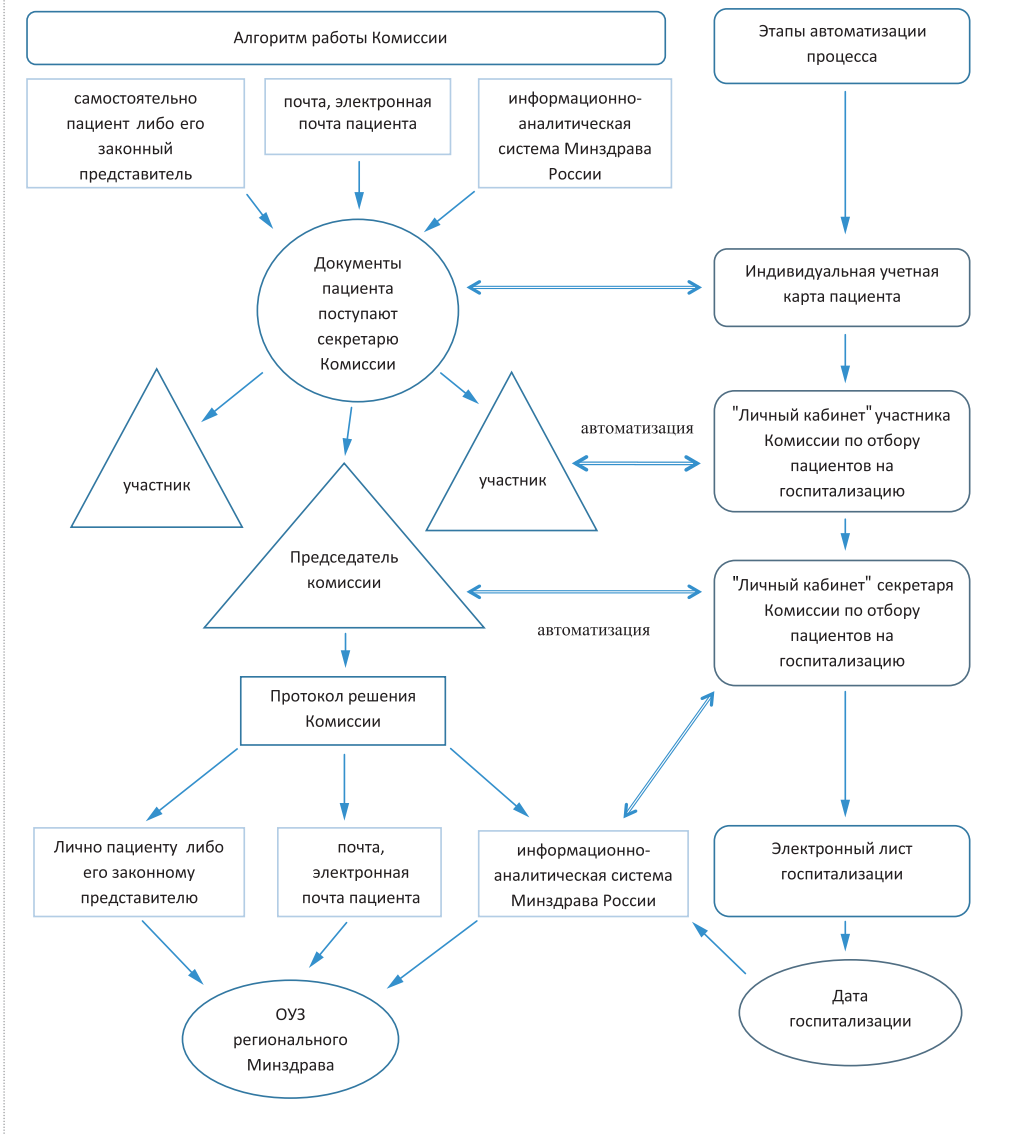 Алгоритм работы Комиссии
Этапы автоматизации
процесса
самостоятельно
пациент либо его
законный
представитель
почта, электронная
почта пациента
информационно-
аналитическая
система Минздрава
России
Документы
пациента
поступают
секретарю
Комиссии
Индивидуальная учетная
карта пациента
участник
участник
автоматизация
"Личный кабинет" участника
Комиссии по отбору
пациентов на
госпитализацию
Председатель
комиссии
автоматизация
"Личный кабинет" секретаря
Комиссии по отбору
пациентов на
госпитализацию
Протокол решения
Комиссии
Лично пациенту либо
его законному
представителю
почта,
электронная
почта пациента
информационно-
аналитическая система
Минздрава России
Электронный лист
госпитализации
ОУЗ
регионального
Минздрава
Дата
госпитализации